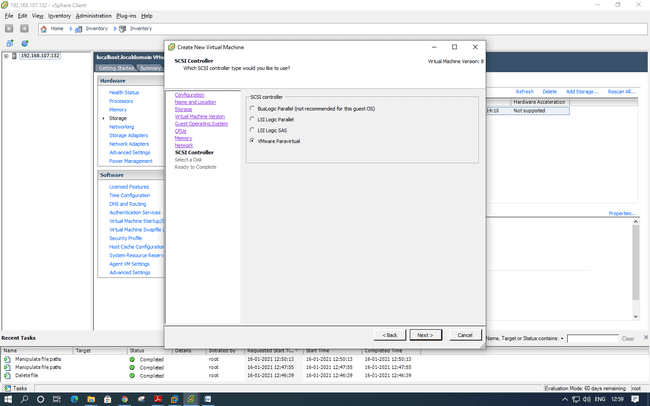 192.168.107.132 - vSphere Client
File Edit View Inventory Administration Plug-ins Help
Home Inventory Inventory
192.168.107.132
localhost.localdomain VMw
Getting Started Summary
Hardware
Health Status
Processors
Memory
Storage
Networking
Storage Adapters
Network Adapters
Advanced Settings
Power Management
Software
Licensed Features
Time Configuration
DNS and Routing
Authentication Services
Virtual Machine Startup/S
Virtual Machine Swapfile L
Security Profile
Host Cache Configuration
System Resource Reserv
Agent VM Settings
Advanced Settings
Create New Virtual Machine
SCSI Controller
Which SCSI controller type would you like to use?
Virtual Machine Version: 8
Configuration
Name and Location
Storage
Virtual Machine Version
Guest Operating System
CPUs
Memory
Network
SCSI Controller
Select a Disk
Ready to Complete
SCSI controller
BusLogic Parallel (not recommended for this guest OS)
LSI Logic Parallel
LSI Logic SAS
VMware Paravirtual
< Back Next > Cancel
Refresh Delete Add Storage... Rescan All...
Hardware Acceleration
14:10 Not supported
Properties...
Recent Tasks
Name, Target or Status contains: Clear
Name Target Status Details Initiated by Requested Start Ti... Start Time Completed Time
Manipulate file paths Completed root 16-01-2021 12:50:13 16-01-2021 12:50:13 16-01-2021 12:50:13
Manipulate file paths Completed root 16-01-2021 12:47:55 16-01-2021 12:47:55 16-01-2021 12:47:55
Delete file Completed root 16-01-2021 12:46:39 16-01-2021 12:46:39 16-01-2021 12:46:39
Tasks Evaluation Mode: 60 days remaining root
ENG 12:59